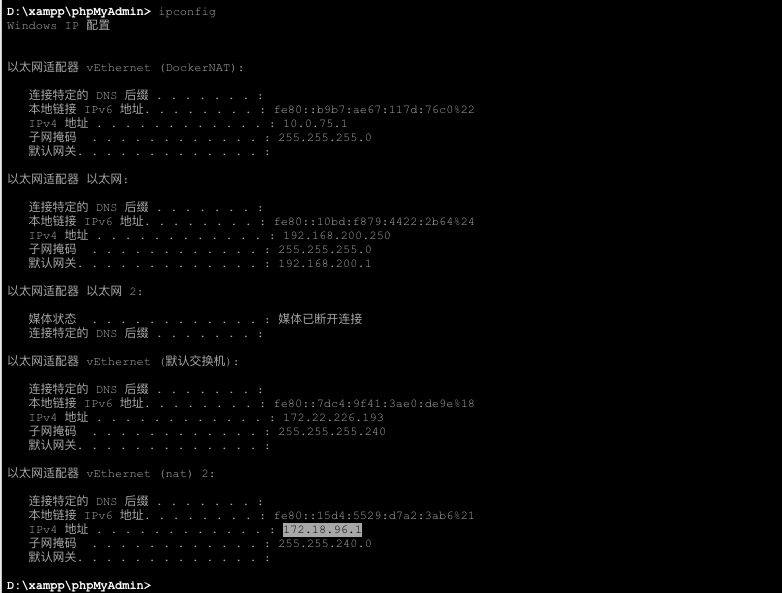 D:\xampp\phpMyAdmin> ipconfig
Windows IP 配置
以太网适配器 vEthernet (DockerNAT):
连接特定的 DNS 后缀 . . . . . . . :
本地链接 IPv6 地址. . . . . . . . : fe80::b9b7:ae67:117d:76c0%22
IPv4 地址 . . . . . . . . . . . . : 10.0.75.1
子网掩码  . . . . . . . . . . . . : 255.255.255.0
默认网关. . . . . . . . . . . . . :
以太网适配器 以太网:
连接特定的 DNS 后缀 . . . . . . . :
本地链接 IPv6 地址. . . . . . . . : fe80::10bd:f879:4422:2b64%24
IPv4 地址 . . . . . . . . . . . . : 192.168.200.250
子网掩码  . . . . . . . . . . . . : 255.255.255.0
默认网关. . . . . . . . . . . . . : 192.168.200.1
以太网适配器 以太网 2:
媒体状态  . . . . . . . . . . . . : 媒体已断开连接
连接特定的 DNS 后缀 . . . . . . . :
以太网适配器 vEthernet (默认交换机):
连接特定的 DNS 后缀 . . . . . . . :
本地链接 IPv6 地址. . . . . . . . : fe80::7dc4:9f41:3ae0:de9e%18
IPv4 地址 . . . . . . . . . . . . : 172.22.226.193
子网掩码  . . . . . . . . . . . . : 255.255.255.240
默认网关. . . . . . . . . . . . . :
以太网适配器 vEthernet (nat) 2:
连接特定的 DNS 后缀 . . . . . . . :
本地链接 IPv6 地址. . . . . . . . : fe80::15d4:5529:d7a2:3ab6%21
IPv4 地址 . . . . . . . . . . . . : 172.18.96.1
子网掩码  . . . . . . . . . . . . : 255.255.240.0
默认网关. . . . . . . . . . . . . :
D:\xampp\phpMyAdmin>